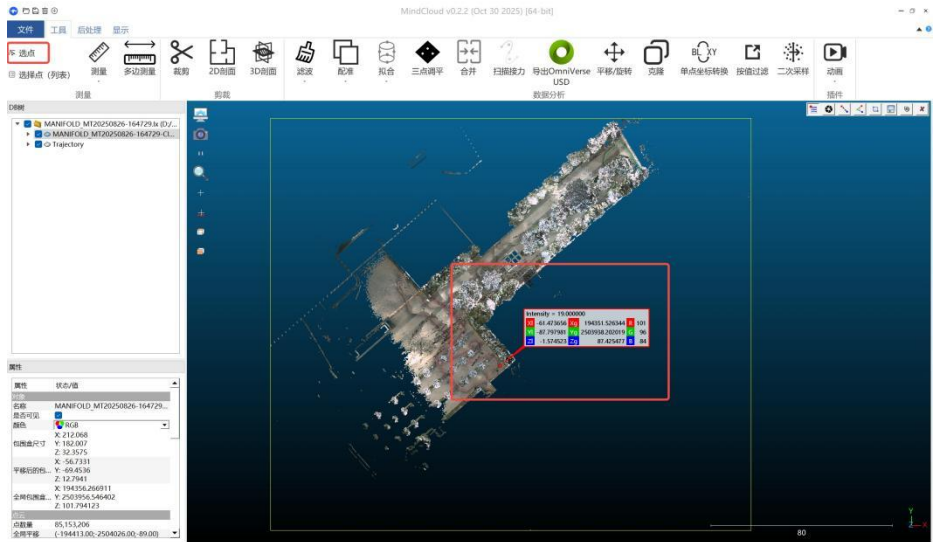 MindCloud v0.2.2 (Oct 30 2025) [64-bit]
文件 工具 后处理 显示
选点
选择点（列表）
测量 多边测量 裁剪 2D剖面 3D剖面 滤波 配准 拟合 三点调平 合并 扫描接力 导出OmniVerse USD 平移/旋转 克隆 单点坐标转换 按值过滤 二次采样 动画
BL XY
测量 剪裁 数据分析 插件
DB树
MANIFOLD_MT20250826-164729.lx (D:/...
MANIFOLD_MT20250826-164729-Cl...
Trajectory
Intensity = 19.000000
Xl -61.473656 Xg 194351.526344 R 101
Yl -87.797981 Yg 2503938.202019 G 96
Zl -1.574523 Zg 87.425477 B 84
属性
属性 状态/值
对象
名称 MANIFOLD_MT20250826-164729...
是否可见
颜色 RGB
包围盒尺寸
X: 212.068
Y: 182.007
Z: 32.3575
平移后的包...
X: -56.7331
Y: -69.4536
Z: 12.7941
全局包围盒...
X: 194356.266911
Y: 2503956.546402
Z: 101.794123
点云
点数量 85,153,206
全局平移 (-194413.00;-2504026.00;-89.00)
80
Y
Z X